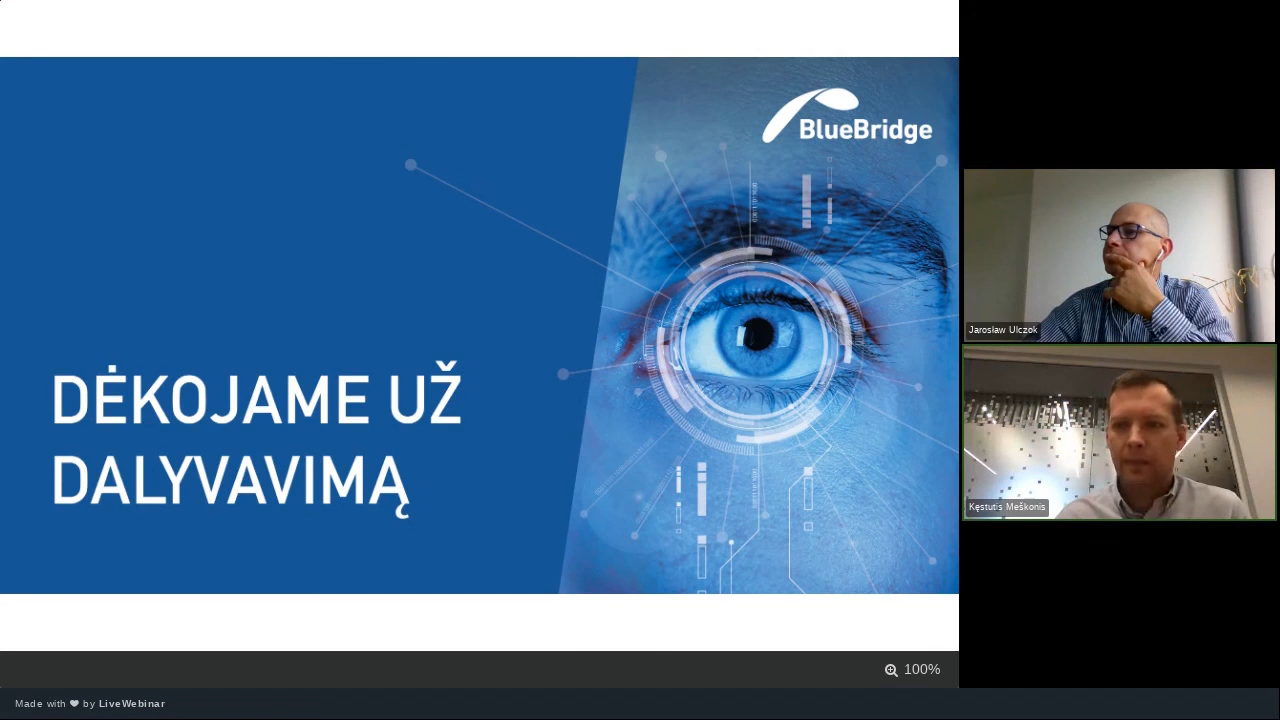 BlueBridge
DĖKOJAME UŽ
DALYVAVIMĄ
Jarosław Ulczok
Kęstutis Meškonis
100%
Made with ❤ by LiveWebinar